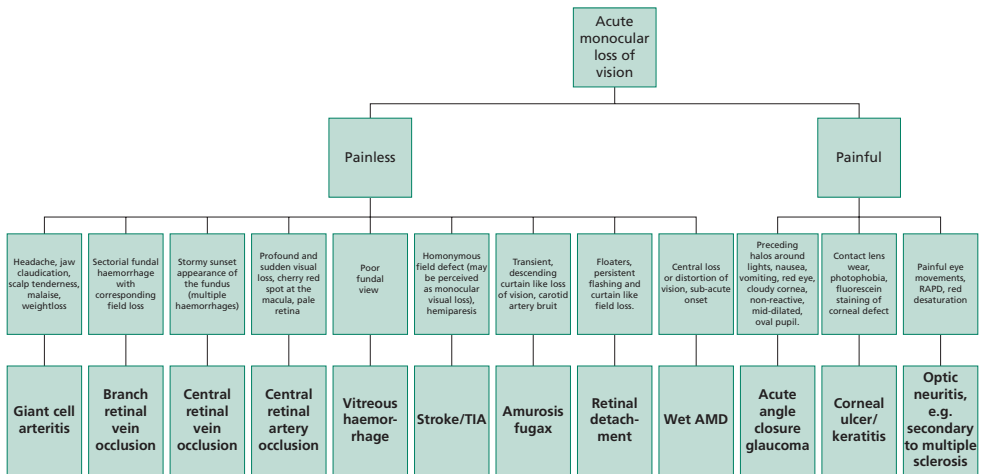 Acute
monocular
loss of
vision
Painless
Painful
Headache, jaw
claudication,
scalp tenderness,
malaise,
weightloss
Sectorial fundal
haemorrhage
with
corresponding
field loss
Stormy sunset
appearance of
the fundus
(multiple
haemorrhages)
Profound and
sudden visual
loss, cherry red
spot at the
macula, pale
retina
Poor
fundal
view
Homonymous
field defect (may
be perceived
as monocular
visual loss),
hemiparesis
Transient,
descending
curtain like loss
of vision, carotid
artery bruit
Floaters,
persistent
flashing and
curtain like
field loss.
Central loss
or distortion of
vision, sub-acute
onset
Preceding
halos around
lights, nausea,
vomiting, red eye,
cloudy cornea,
non-reactive,
mid-dilated,
oval pupil.
Contact lens
wear,
photophobia,
fluorescein
staining of
corneal defect
Painful eye
movements,
RAPD, red
desaturation
Giant cell
arteritis
Branch
retinal
vein
occlusion
Central
retinal
vein
occlusion
Central
retinal
artery
occlusion
Vitreous
haemor-
rhage
Stroke/TIA
Amurosis
fugax
Retinal
detach-
ment
Wet AMD
Acute
angle
closure
glaucoma
Corneal
ulcer/
keratitis
Optic
neuritis,
e.g.
secondary
to multiple
sclerosis